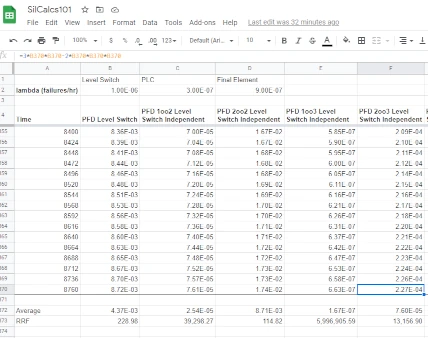 SilCalcs101
File Edit View Insert Format Data Tools Add-ons Help Last edit was 32 minutes ago
100% $ % .0 .00 123 Default (Ari... 10 B I S A
fx =3*B370*B370-2*B370*B370*B370
A B C D E F
1 Level Switch PLC Final Element
2 lambda (failures/hr) 1.00E-06 3.00E-07 9.00E-07
3
4 Time PFD Level Switch PFD 1oo2 Level Switch Independent PFD 2oo2 Level Switch Independent PFD 1oo3 Level Switch Independent PFD 2oo3 Level Switch Independent
355 8400 8.36E-03 7.00E-05 1.67E-02 5.85E-07 2.09E-04
356 8424 8.39E-03 7.04E-05 1.67E-02 5.90E-07 2.10E-04
8448 8.41E-03 7.08E-05 1.68E-02 5.95E-07 2.11E-04
8472 8.44E-03 7.12E-05 1.68E-02 6.00E-07 2.12E-04
359 8496 8.46E-03 7.16E-05 1.68E-02 6.05E-07 2.14E-04
360 8520 8.48E-03 7.20E-05 1.69E-02 6.11E-07 2.15E-04
361 8544 8.51E-03 7.24E-05 1.69E-02 6.16E-07 2.16E-04
362 8568 8.53E-03 7.28E-05 1.70E-02 6.21E-07 2.17E-04
363 8592 8.56E-03 7.32E-05 1.70E-02 6.26E-07 2.18E-04
8616 8.58E-03 7.36E-05 1.71E-02 6.31E-07 2.20E-04
365 8640 8.60E-03 7.40E-05 1.71E-02 6.37E-07 2.21E-04
366 8664 8.63E-03 7.44E-05 1.72E-02 6.42E-07 2.22E-04
8688 8.65E-03 7.48E-05 1.72E-02 6.47E-07 2.23E-04
368 8712 8.67E-03 7.52E-05 1.73E-02 6.53E-07 2.24E-04
369 8736 8.70E-03 7.57E-05 1.73E-02 6.58E-07 2.26E-04
370 8760 8.72E-03 7.61E-05 1.74E-02 6.63E-07 2.27E-04
371
372 Average 4.37E-03 2.54E-05 8.71E-03 1.67E-07 7.60E-05
373 RRF 228.98 39,298.27 114.82 5,996,905.59 13,156.90
374